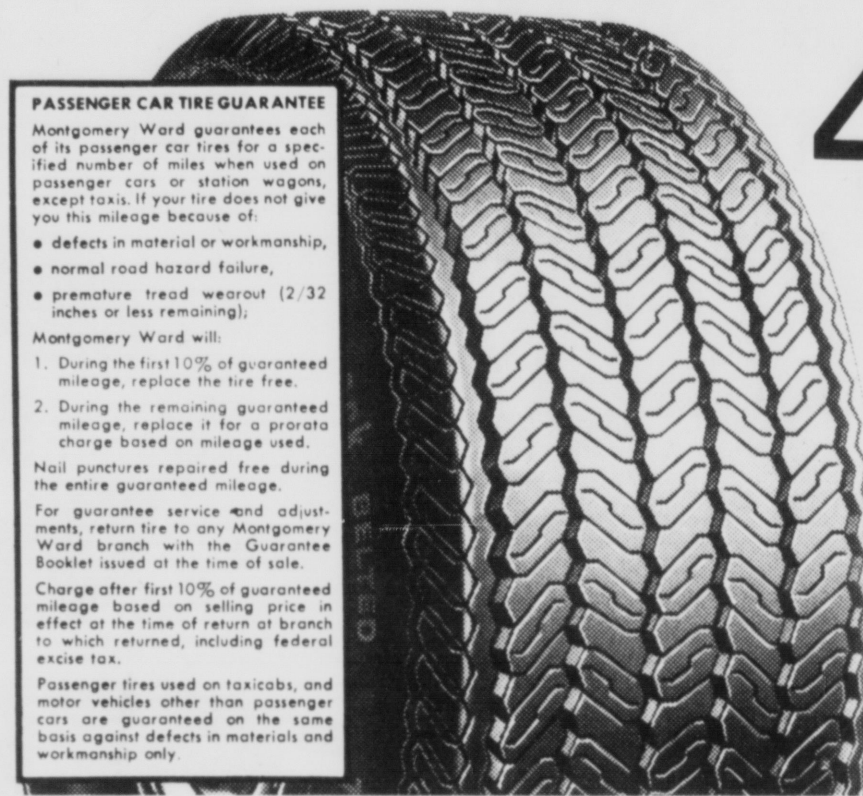 PASSENGER CAR TIRE GUARANTEE
Montgomery Ward guarantees each
of its passenger car tires for a spec-
ified number of miles when used on
passenger cars or station wagons,
except taxis. If your tire does not give
you this mileage because of:
• defects in material or workmanship,
• normal road hazard failure,
• premature tread wearout (2/32
inches or less remaining);
Montgomery Ward will:
1. During the first 10% of guaranteed
mileage, replace the tire free.
2. During the remaining guaranteed
mileage, replace it for a prorata
charge based on mileage used.
Nail punctures repaired free during
the entire guaranteed mileage.
For guarantee service and adjust-
ments, return tire to any Montgomery
Ward branch with the Guarantee
Booklet issued at the time of sale.
Charge after first 10% of guaranteed
mileage based on selling price in
effect at the time of return at branch
to which returned, including federal
excise tax.
Passenger tires used on taxicabs, and
motor vehicles other than passenger
cars are guaranteed on the same
basis against defects in materials and
workmanship only.
4
BELTED